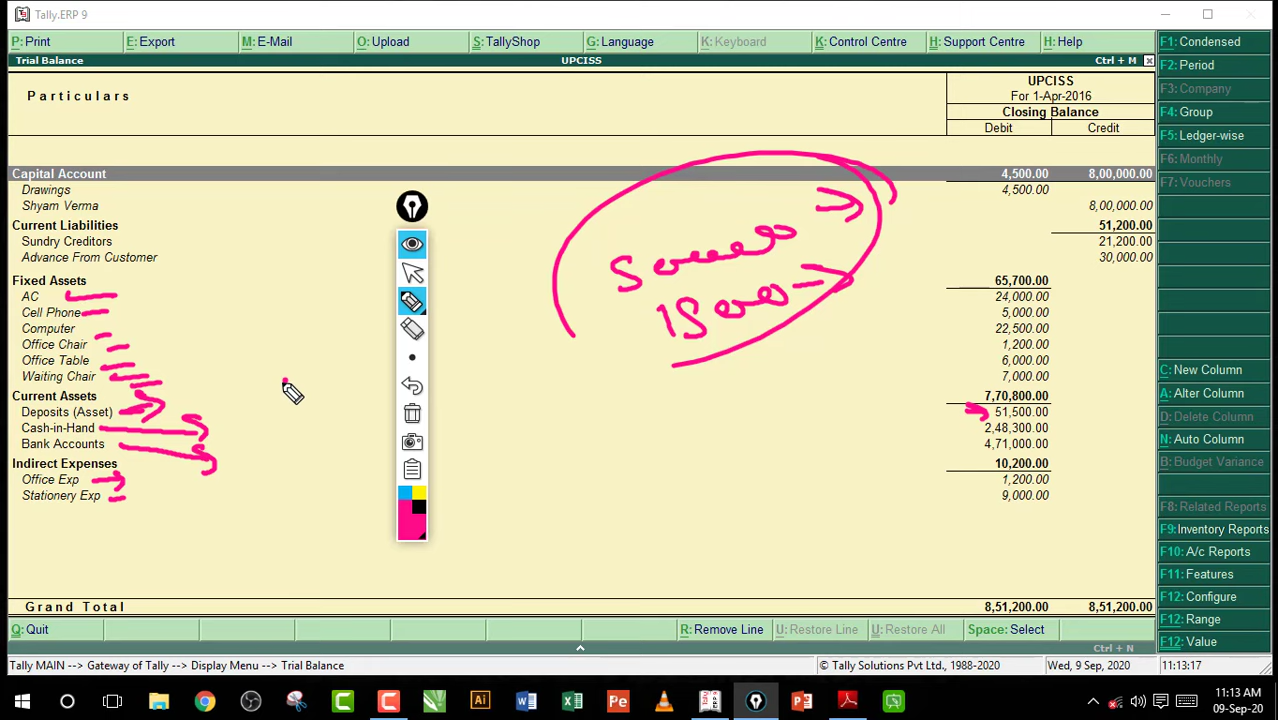 Tally.ERP 9
P: Print E: Export M: E-Mail O: Upload S: TallyShop G: Language K: Keyboard K: Control Centre H: Support Centre H: Help
Trial Balance UPCISS Ctrl + M
Particulars
UPCISS
For 1-Apr-2016
Closing Balance
Debit Credit
Capital Account 4,500.00 8,00,000.00
Drawings 4,500.00
Shyam Verma 8,00,000.00
Current Liabilities 51,200.00
Sundry Creditors 21,200.00
Advance From Customer 30,000.00
Fixed Assets 65,700.00
AC 24,000.00
Cell Phone 5,000.00
Computer 22,500.00
Office Chair 1,200.00
Office Table 6,000.00
Waiting Chair 7,000.00
Current Assets 7,70,800.00
Deposits (Asset) 51,500.00
Cash-in-Hand 2,48,300.00
Bank Accounts 4,71,000.00
Indirect Expenses 10,200.00
Office Exp 1,200.00
Stationery Exp 9,000.00
Grand Total 8,51,200.00 8,51,200.00
Q: Quit R: Remove Line U: Restore Line U: Restore All Space: Select
Ctrl + N
Tally MAIN --> Gateway of Tally --> Display Menu --> Trial Balance © Tally Solutions Pvt Ltd., 1988-2020 Wed, 9 Sep, 2020 11:13:17
F1: Condensed
F2: Period
F3: Company
F4: Group
F5: Ledger-wise
F6: Monthly
F7: Vouchers
C: New Column
A: Alter Column
D: Delete Column
N: Auto Column
B: Budget Variance
F8: Related Reports
F9: Inventory Reports
F10: A/c Reports
F11: Features
F12: Configure
F12: Range
F12: Value
11:13 AM
09-Sep-20